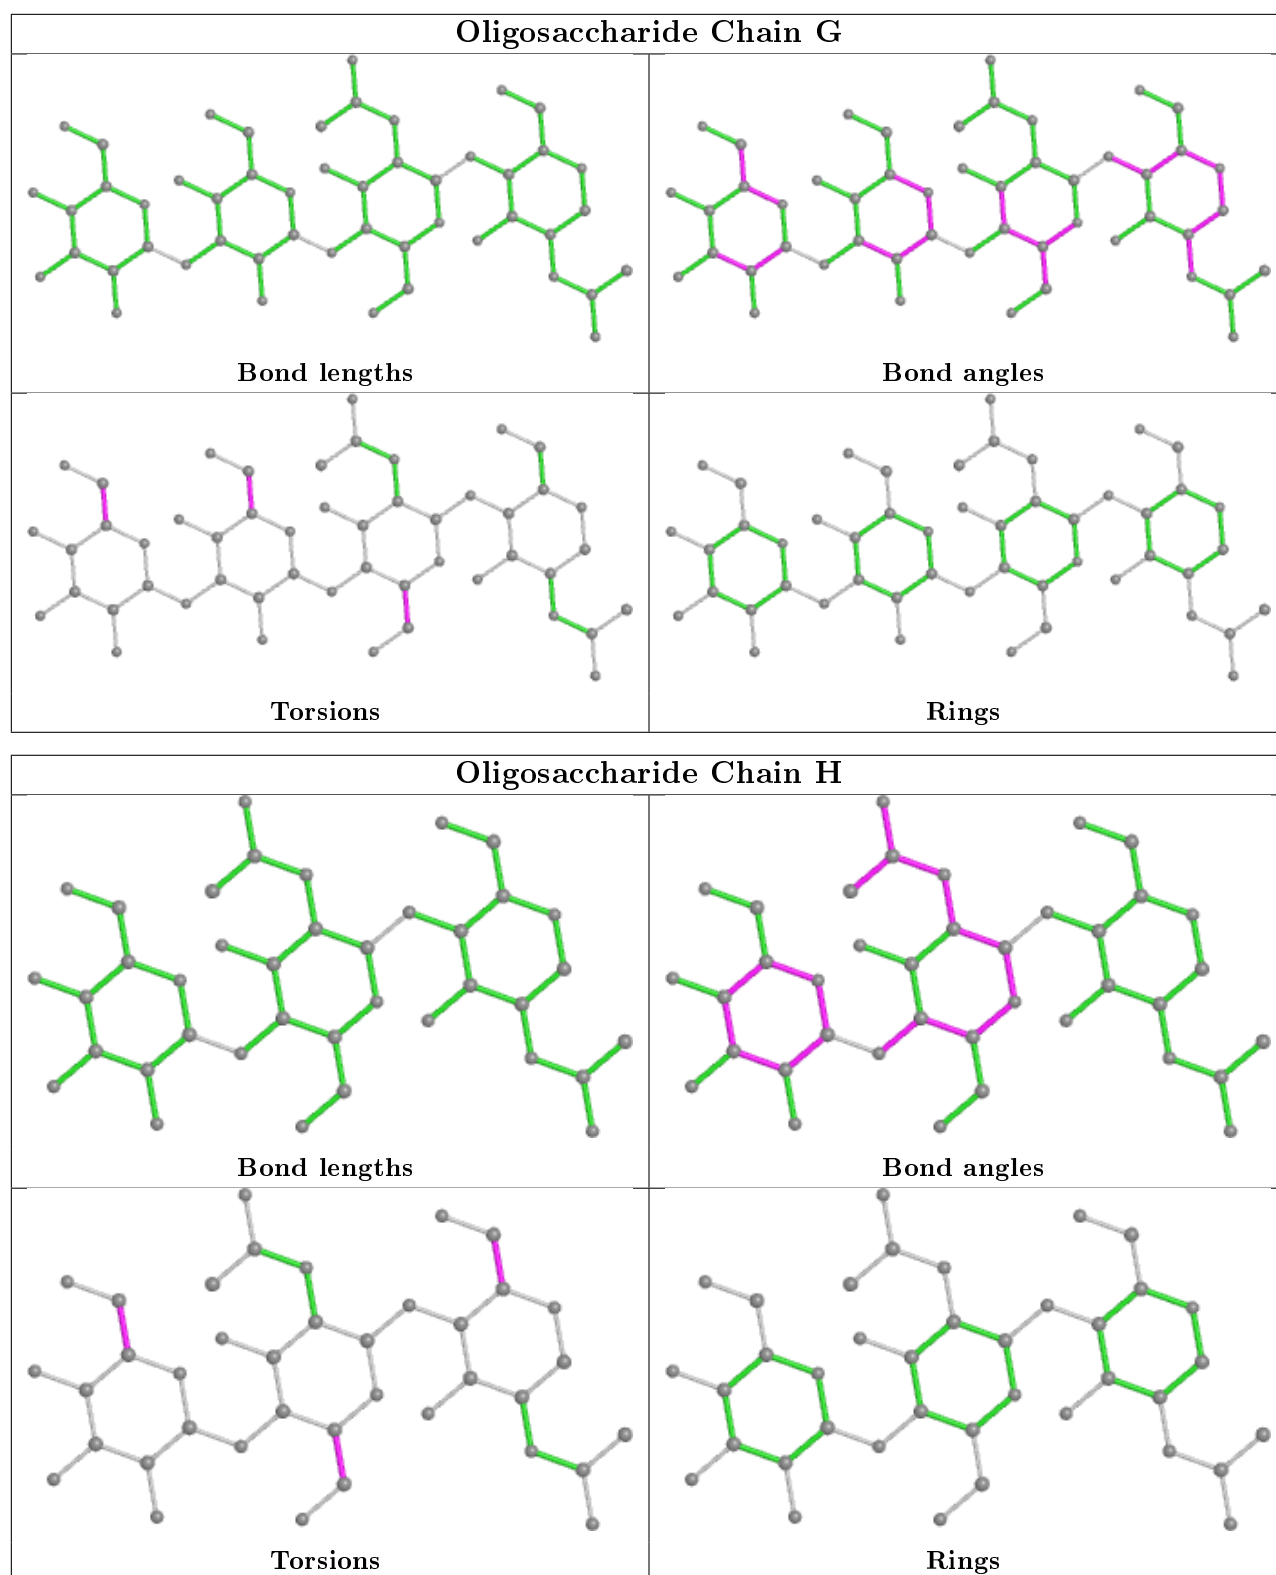 Oligosaccharide Chain G
Bond lengths
Bond angles
Torsions
Rings
Oligosaccharide Chain H
Bond lengths
Bond angles
Torsions
Rings